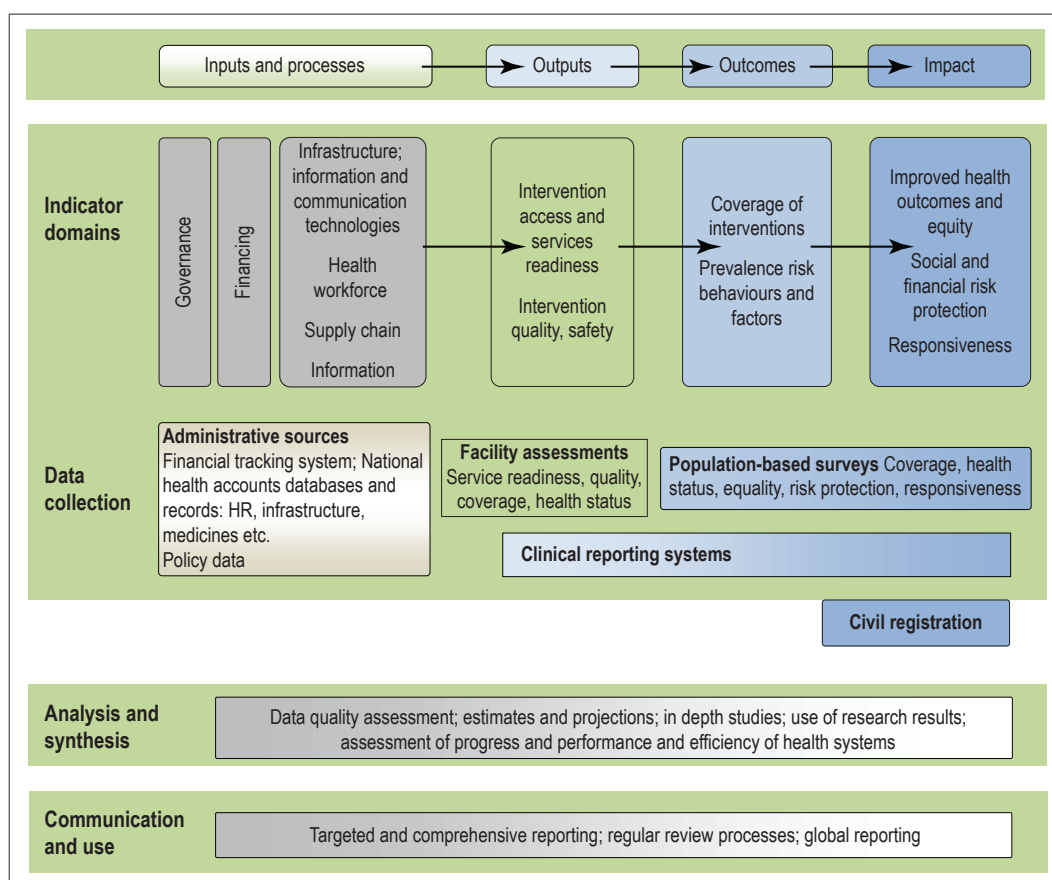 Inputs and processes
Outputs
Outcomes
Impact
Indicator
domains
Governance
Financing
Infrastructure;
information and
communication
technologies
Health
workforce
Supply chain
Information
Intervention
access and
services
readiness
Intervention
quality, safety
Coverage of
interventions
Prevalence risk
behaviours and
factors
Improved health
outcomes and
equity
Social and
financial risk
protection
Responsiveness
Data
collection
Administrative sources
Financial tracking system; National
health accounts databases and
records: HR, infrastructure,
medicines etc.
Policy data
Facility assessments
Service readiness, quality,
coverage, health status
Population-based surveys Coverage, health
status, equality, risk protection, responsiveness
Clinical reporting systems
Civil registration
Analysis and
synthesis
Data quality assessment; estimates and projections; in depth studies; use of research results;
assessment of progress and performance and efficiency of health systems
Communication
and use
Targeted and comprehensive reporting; regular review processes; global reporting